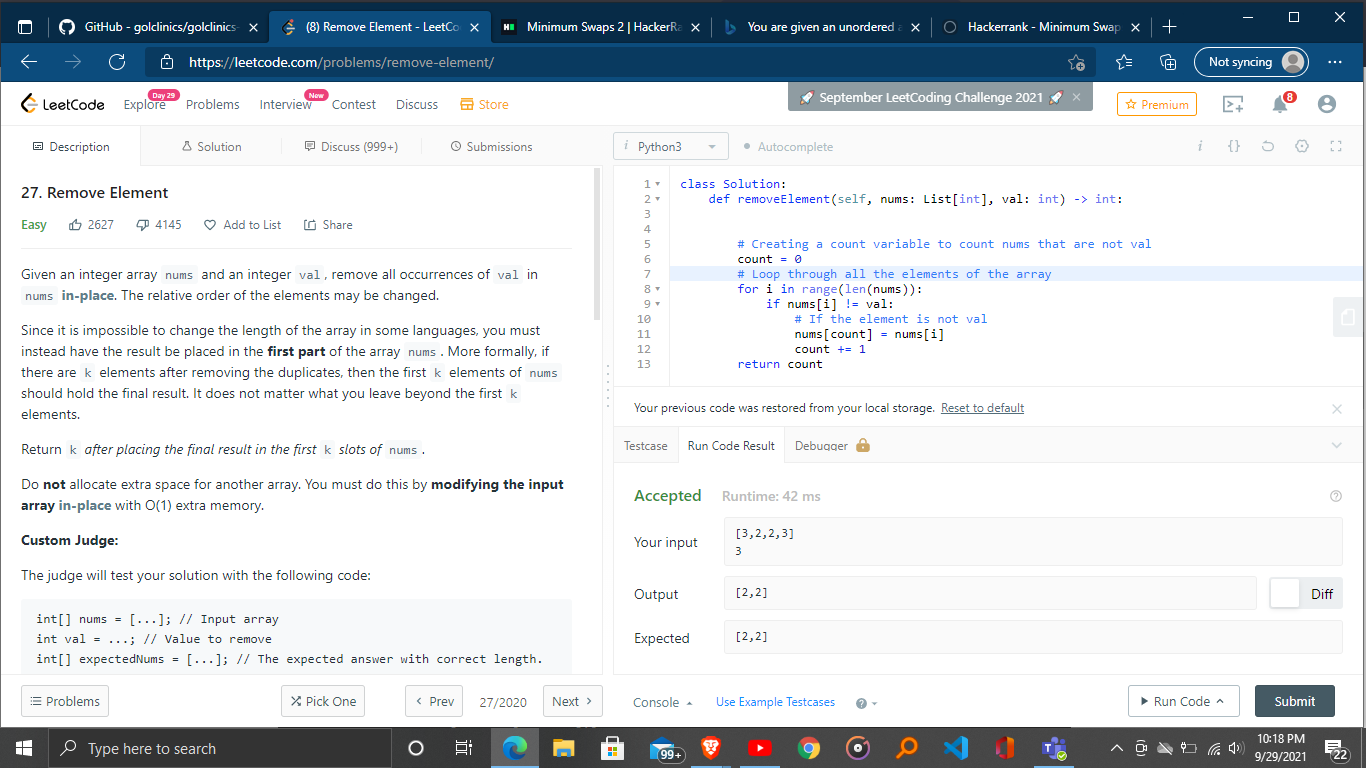 GitHub - golclinics/golclinics-
(8) Remove Element - LeetCo
Minimum Swaps 2 | HackerRa
You are given an unordered a
Hackerrank - Minimum Swap
https://leetcode.com/problems/remove-element/
Not syncing
LeetCode
Explore
Day 29
Problems
Interview
New
Contest
Discuss
Store
🚀 September LeetCoding Challenge 2021 🚀
Premium
8
Description
Solution
Discuss (999+)
Submissions
27. Remove Element
Easy
2627
4145
Add to List
Share
Given an integer array nums and an integer val, remove all occurrences of val in
nums in-place. The relative order of the elements may be changed.
Since it is impossible to change the length of the array in some languages, you must
instead have the result be placed in the first part of the array nums. More formally, if
there are k elements after removing the duplicates, then the first k elements of nums
should hold the final result. It does not matter what you leave beyond the first k
elements.
Return k after placing the final result in the first k slots of nums.
Do not allocate extra space for another array. You must do this by modifying the input
array in-place with O(1) extra memory.
Custom Judge:
The judge will test your solution with the following code:
int[] nums = [...]; // Input array
int val = ...; // Value to remove
int[] expectedNums = [...]; // The expected answer with correct length.
Problems
Pick One
Prev
27/2020
Next
i Python3
Autocomplete
i
{}
1 class Solution:
2     def removeElement(self, nums: List[int], val: int) -> int:
3
4
5         # Creating a count variable to count nums that are not val
6         count = 0
7         # Loop through all the elements of the array
8         for i in range(len(nums)):
9             if nums[i] != val:
10                 # If the element is not val
11                 nums[count] = nums[i]
12                 count += 1
13         return count
Your previous code was restored from your local storage. Reset to default
Testcase
Run Code Result
Debugger
Accepted
Runtime: 42 ms
Your input
[3,2,2,3]
3
Output
[2,2]
Diff
Expected
[2,2]
Console
Use Example Testcases
Run Code
Submit
Type here to search
99+
10:18 PM
9/29/2021
22